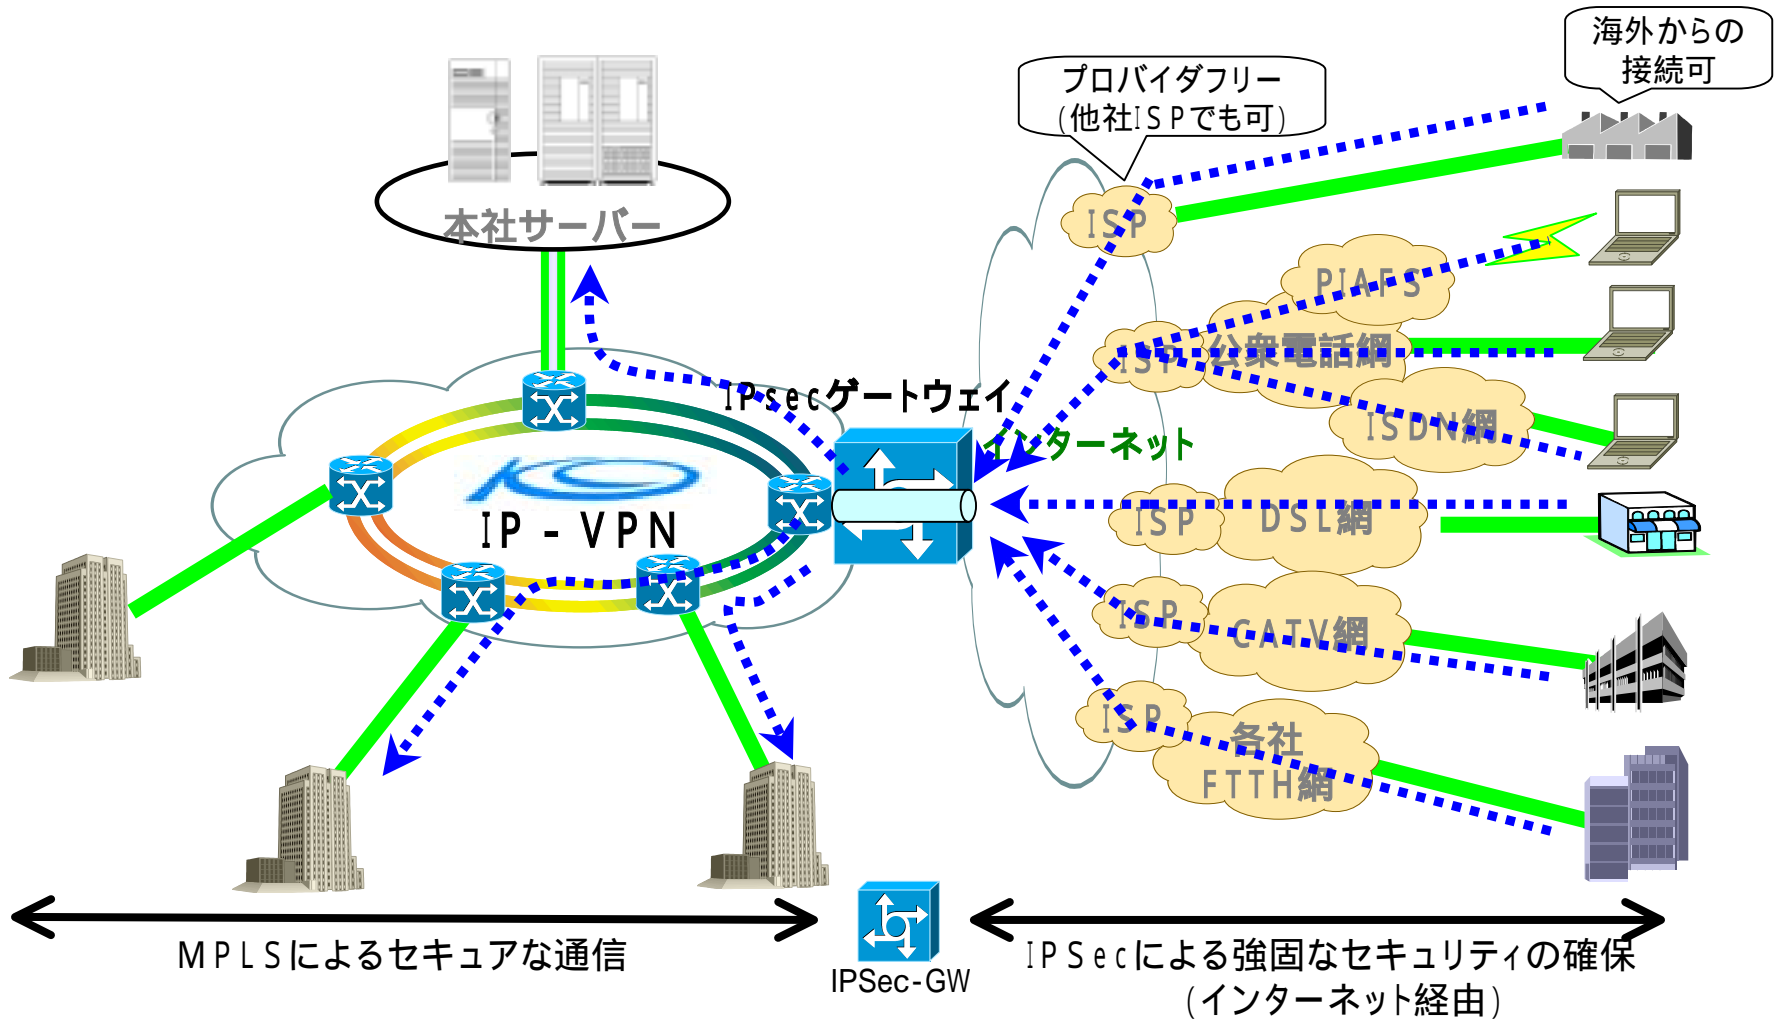 海外からの
接続可
プロバイダフリー
(他社ISPでも可)
本社サーバー
ISP
PIAFS
ISP
公衆電話網
IPsecゲートウェイ
ISDN網
インターネット
IP-VPN
ISP
DSL網
ISP
CATV網
ISP
各社
FTTH網
MPLSによるセキュアな通信
IPSec-GW
IPSecによる強固なセキュリティの確保
(インターネット経由)